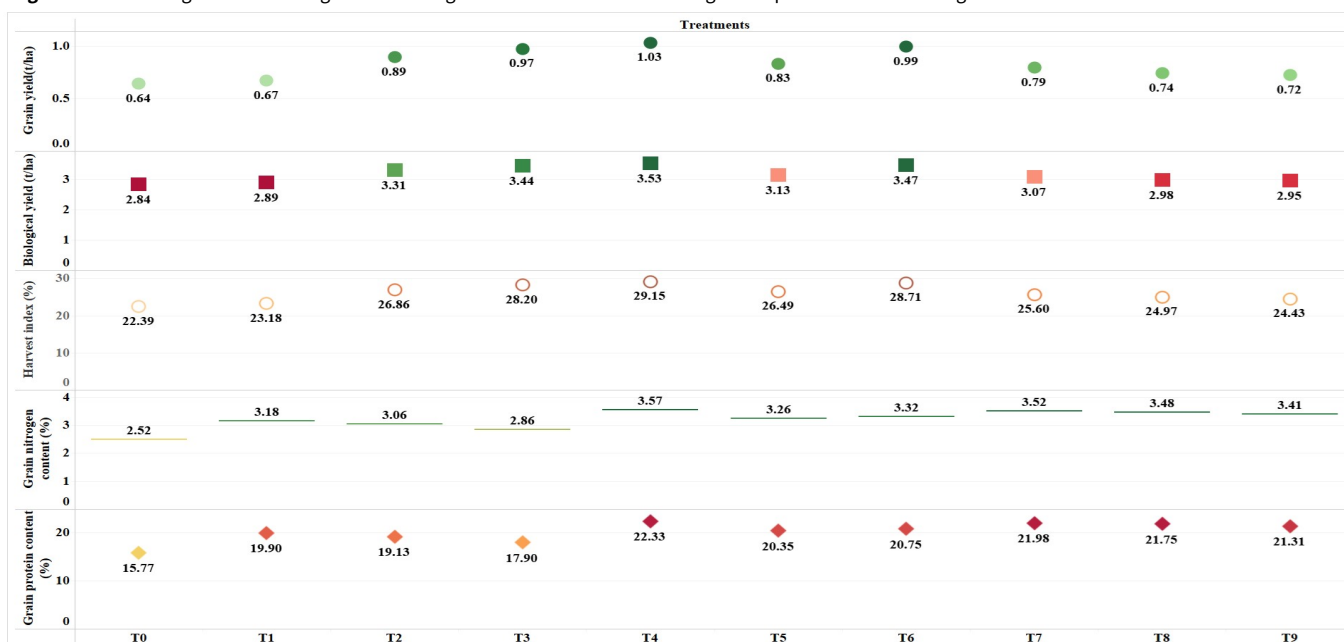 Treatments
Grain yield(t/ha)
1.0
0.5
0.0
0.64 0.67 0.89 0.97 1.03 0.83 0.99 0.79 0.74 0.72
Biological yield (t/ha)
3
2
1
0
2.84 2.89 3.31 3.44 3.53 3.13 3.47 3.07 2.98 2.95
Harvest index (%)
30
20
10
0
22.39 23.18 26.86 28.20 29.15 26.49 28.71 25.60 24.97 24.43
Grain nitrogen
content (%)
4
3
2
1
0
2.52 3.18 3.06 2.86 3.57 3.26 3.32 3.52 3.48 3.41
Grain protein content
(%)
20
10
0
15.77 19.90 19.13 17.90 22.33 20.35 20.75 21.98 21.75 21.31
T0 T1 T2 T3 T4 T5 T6 T7 T8 T9